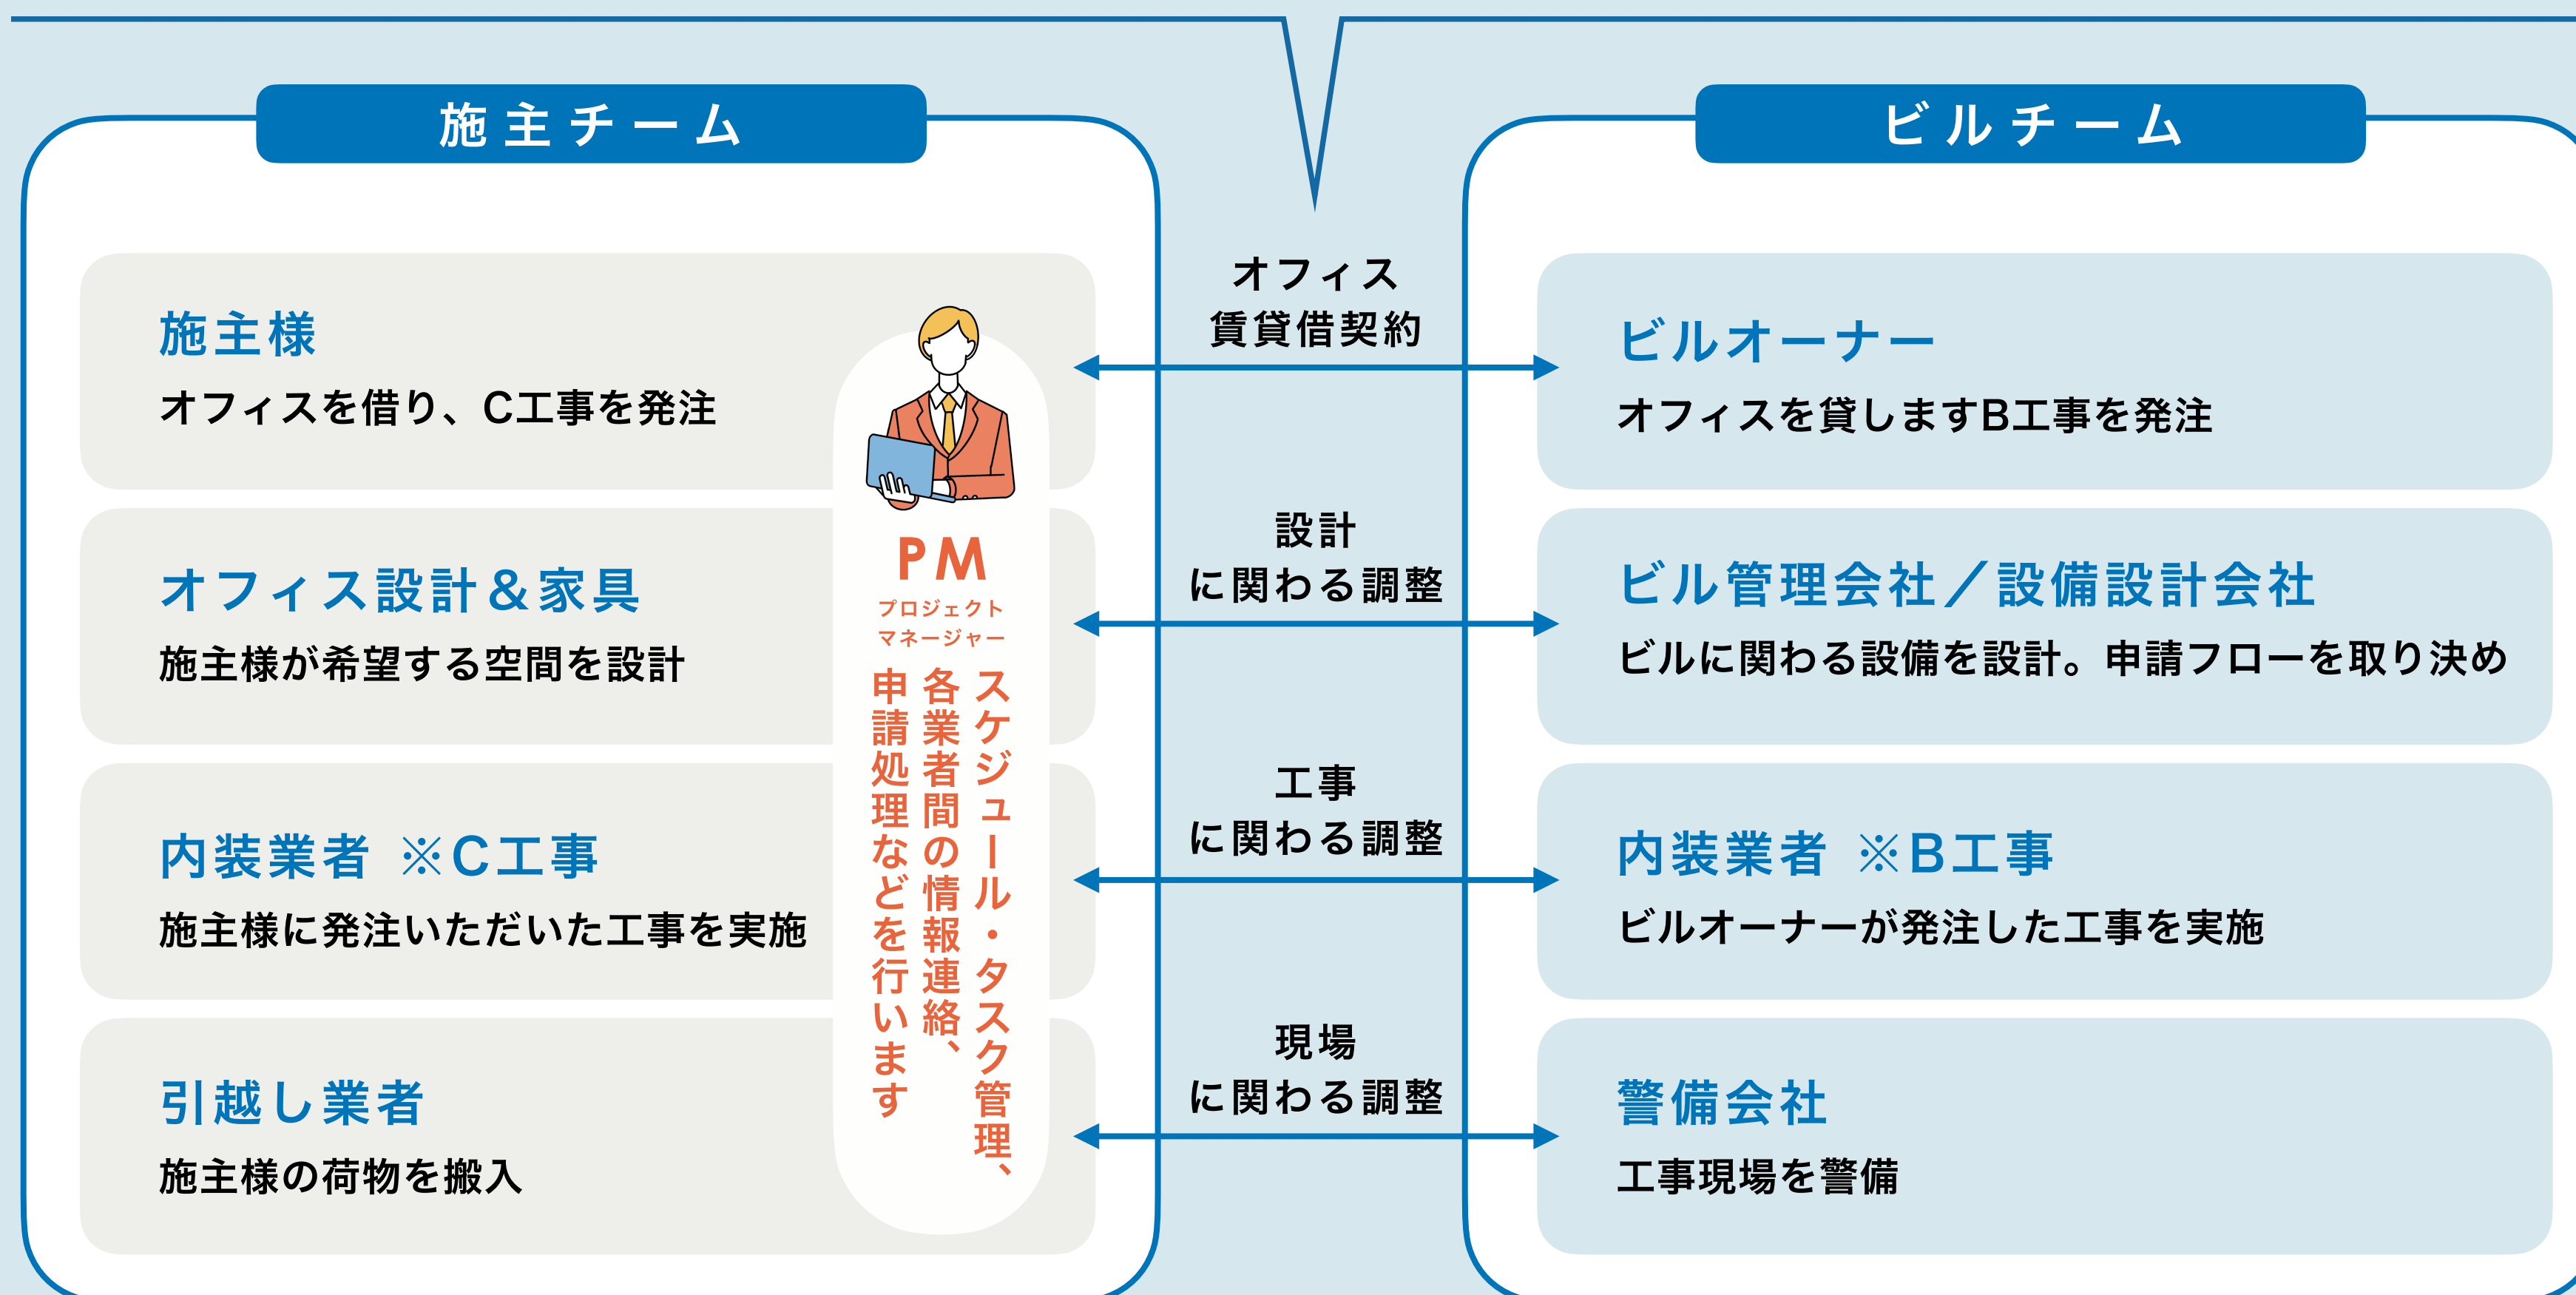 施主チーム
施主様
オフィスを借り、C工事を発注
オフィス設計＆家具
施主様が希望する空間を設計
内装業者 ※C工事
施主様に発注いただいた工事を実施
引越し業者
施主様の荷物を搬入
PM
プロジェクト
マネージャー
スケジュール・タスク管理、
各業者間の情報連絡、
申請処理などを行います
オフィス
賃貸借契約
設計
に関わる調整
工事
に関わる調整
現場
に関わる調整
ビルチーム
ビルオーナー
オフィスを貸しますB工事を発注
ビル管理会社／設備設計会社
ビルに関わる設備を設計。申請フローを取り決め
内装業者 ※B工事
ビルオーナーが発注した工事を実施
警備会社
工事現場を警備